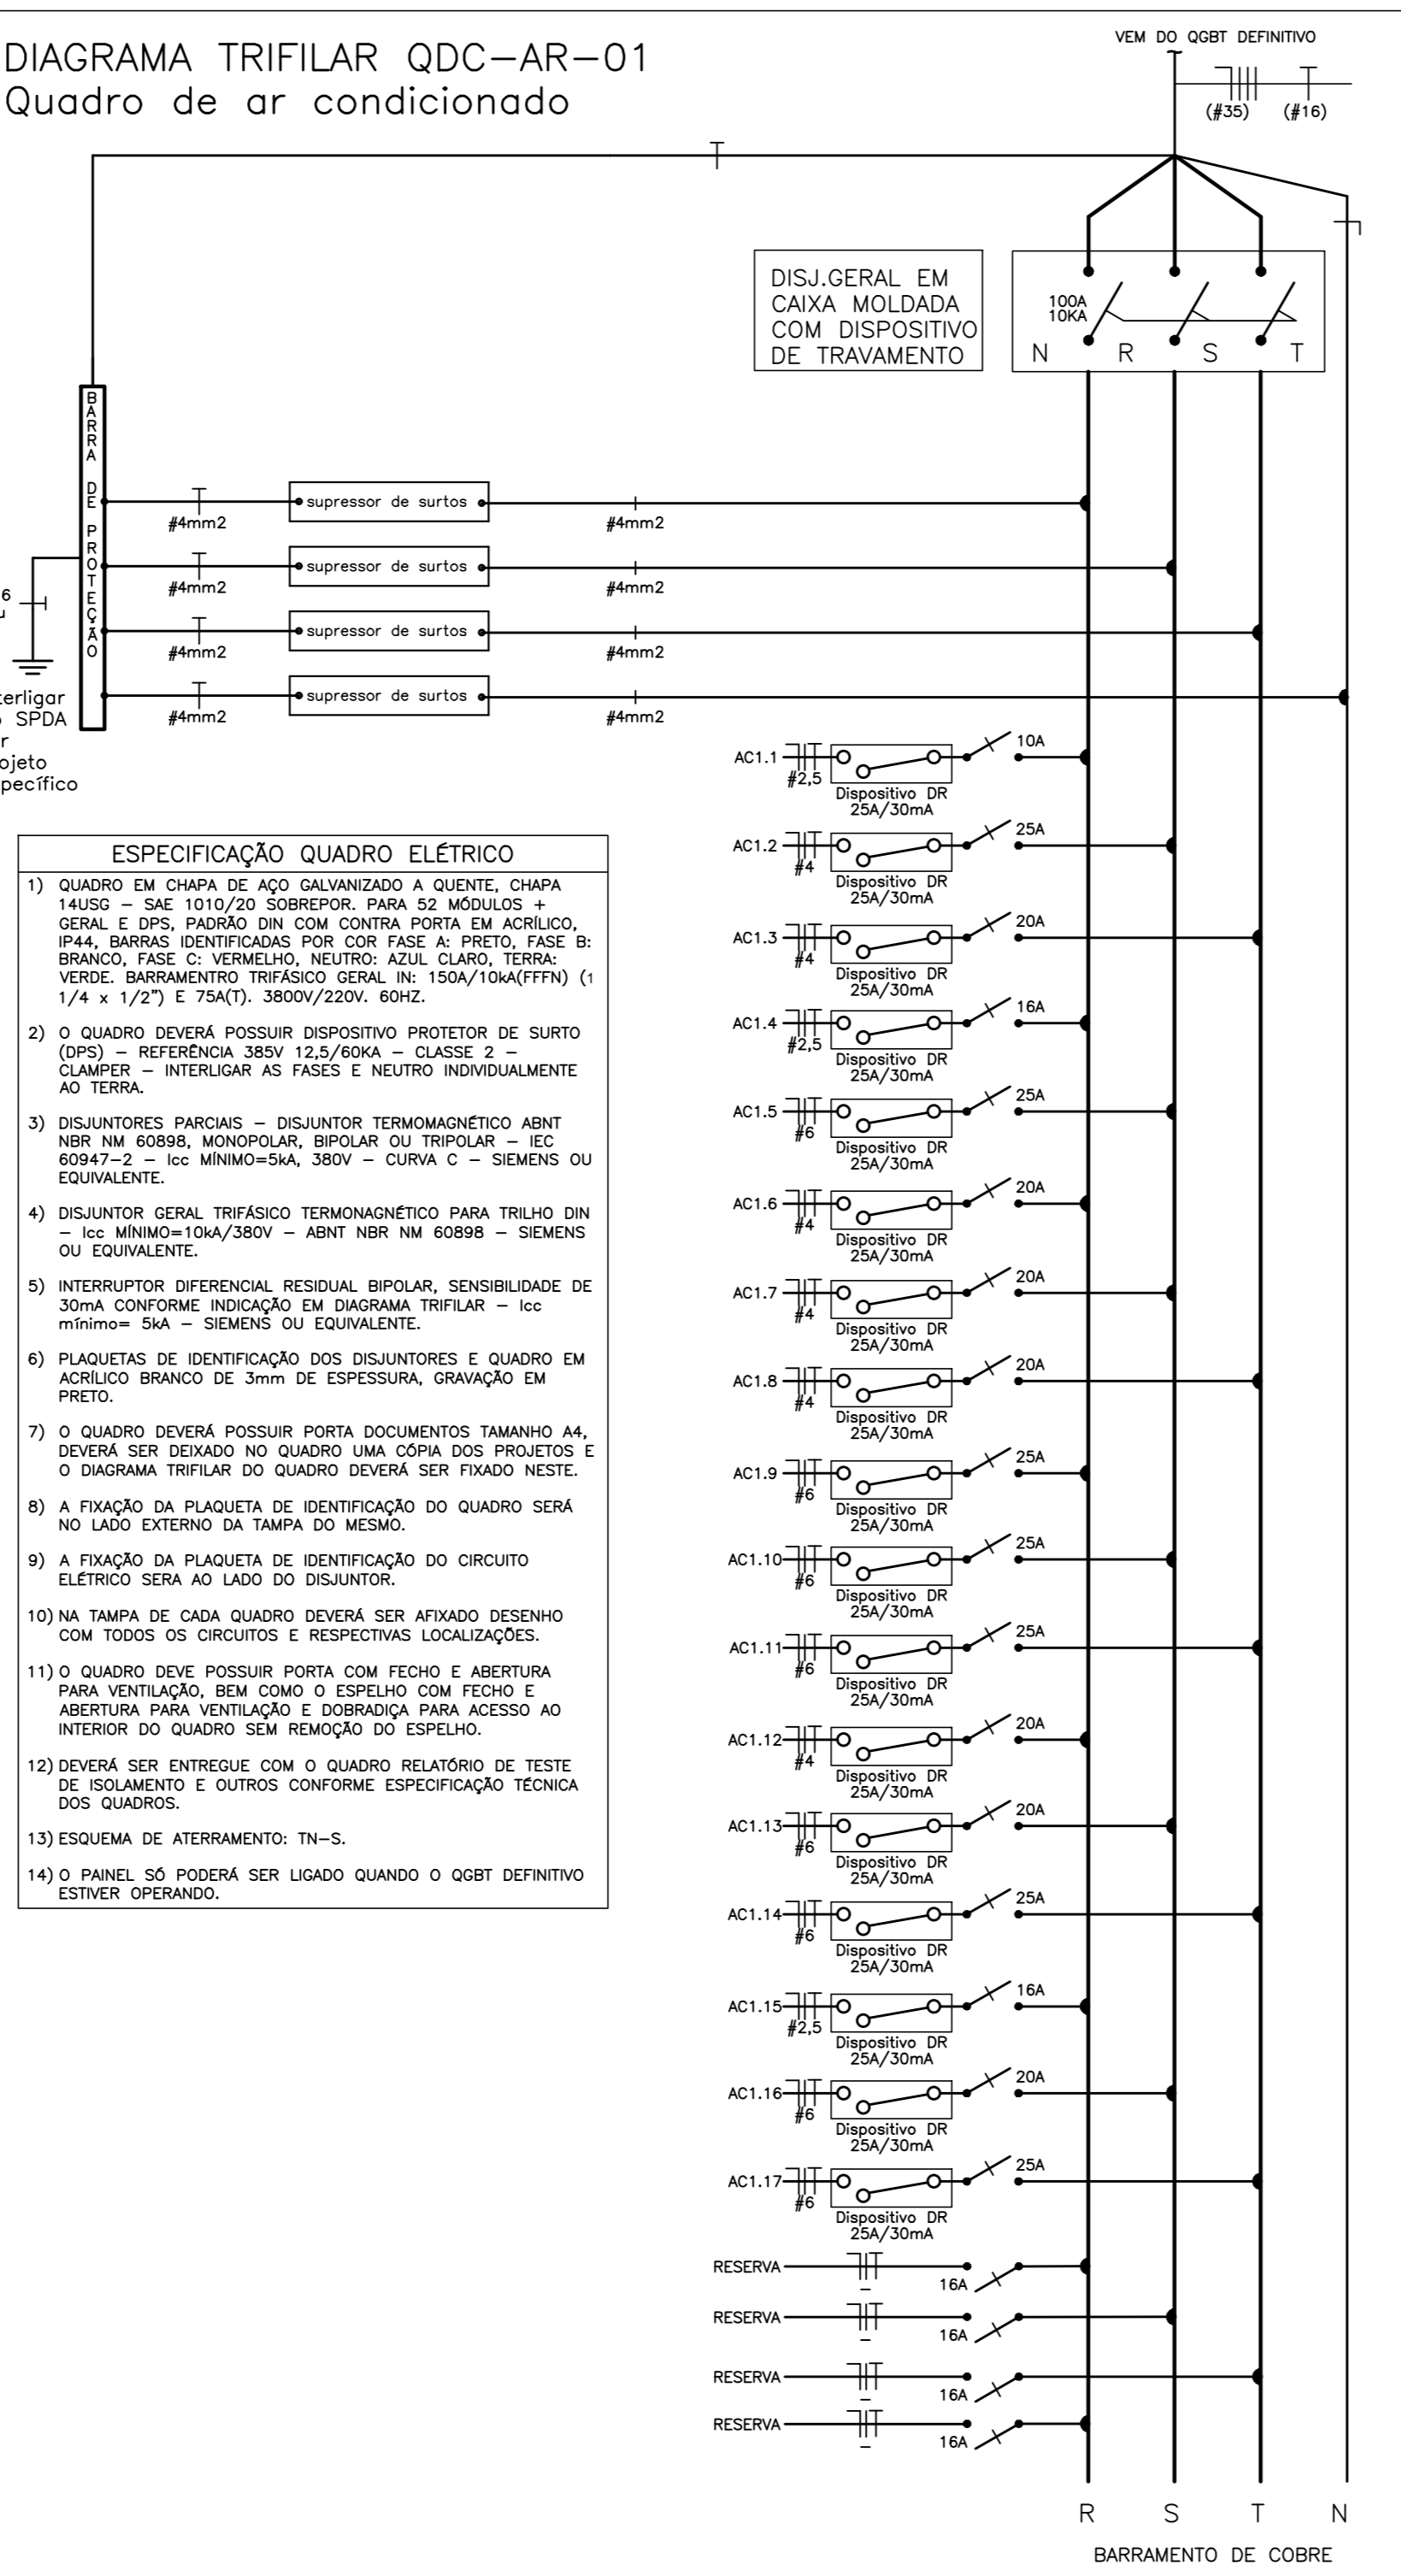 DIAGRAMA TRIFILAR QDC-AR-01
Quadro de ar condicionado
VEM DO QGBT DEFINITIVO
(#35) (#16)
DISJ.GERAL EM
CAIXA MOLDADA
COM DISPOSITIVO
DE TRAVAMENTO
100A
10KA
N R S T
BARRA DE PROTEÇÃO
#4mm2 supressor de surtos #4mm2
#4mm2 supressor de surtos #4mm2
#4mm2 supressor de surtos #4mm2
#4mm2 supressor de surtos #4mm2
6
SPDA
ESPECIFICAÇÃO QUADRO ELÉTRICO
1) QUADRO EM CHAPA DE AÇO GALVANIZADO A QUENTE, CHAPA
14USG – SAE 1010/20 SOBREPOR. PARA 52 MÓDULOS +
GERAL E DPS, PADRÃO DIN COM CONTRA PORTA EM ACRÍLICO,
IP44, BARRAS IDENTIFICADAS POR COR FASE A: PRETO, FASE B:
BRANCO, FASE C: VERMELHO, NEUTRO: AZUL CLARO, TERRA:
VERDE. BARRAMENTRO TRIFÁSICO GERAL IN: 150A/10kA(FFFN) (1
1/4 x 1/2") E 75A(T). 3800V/220V. 60HZ.
2) O QUADRO DEVERÁ POSSUIR DISPOSITIVO PROTETOR DE SURTO
(DPS) – REFERÊNCIA 385V 12,5/60KA – CLASSE 2 –
CLAMPER – INTERLIGAR AS FASES E NEUTRO INDIVIDUALMENTE
AO TERRA.
3) DISJUNTORES PARCIAIS – DISJUNTOR TERMOMAGNÉTICO ABNT
NBR NM 60898, MONOPOLAR, BIPOLAR OU TRIPOLAR – IEC
60947-2 – Icc MÍNIMO=5kA, 380V – CURVA C – SIEMENS OU
EQUIVALENTE.
4) DISJUNTOR GERAL TRIFÁSICO TERMONAGNÉTICO PARA TRILHO DIN
– Icc MÍNIMO=10kA/380V – ABNT NBR NM 60898 – SIEMENS
OU EQUIVALENTE.
5) INTERRUPTOR DIFERENCIAL RESIDUAL BIPOLAR, SENSIBILIDADE DE
30mA CONFORME INDICAÇÃO EM DIAGRAMA TRIFILAR – Icc
mínimo= 5kA – SIEMENS OU EQUIVALENTE.
6) PLAQUETAS DE IDENTIFICAÇÃO DOS DISJUNTORES E QUADRO EM
ACRÍLICO BRANCO DE 3mm DE ESPESSURA, GRAVAÇÃO EM
PRETO.
7) O QUADRO DEVERÁ POSSUIR PORTA DOCUMENTOS TAMANHO A4,
DEVERÁ SER DEIXADO NO QUADRO UMA CÓPIA DOS PROJETOS E
O DIAGRAMA TRIFILAR DO QUADRO DEVERÁ SER FIXADO NESTE.
8) A FIXAÇÃO DA PLAQUETA DE IDENTIFICAÇÃO DO QUADRO SERÁ
NO LADO EXTERNO DA TAMPA DO MESMO.
9) A FIXAÇÃO DA PLAQUETA DE IDENTIFICAÇÃO DO CIRCUITO
ELÉTRICO SERA AO LADO DO DISJUNTOR.
10) NA TAMPA DE CADA QUADRO DEVERÁ SER AFIXADO DESENHO
COM TODOS OS CIRCUITOS E RESPECTIVAS LOCALIZAÇÕES.
11) O QUADRO DEVE POSSUIR PORTA COM FECHO E ABERTURA
PARA VENTILAÇÃO, BEM COMO O ESPELHO COM FECHO E
ABERTURA PARA VENTILAÇÃO E DOBRADIÇA PARA ACESSO AO
INTERIOR DO QUADRO SEM REMOÇÃO DO ESPELHO.
12) DEVERÁ SER ENTREGUE COM O QUADRO RELATÓRIO DE TESTE
DE ISOLAMENTO E OUTROS CONFORME ESPECIFICAÇÃO TÉCNICA
DOS QUADROS.
13) ESQUEMA DE ATERRAMENTO: TN-S.
14) O PAINEL SÓ PODERÁ SER LIGADO QUANDO O QGBT DEFINITIVO
ESTIVER OPERANDO.
AC1.1 10A
#2,5 Dispositivo DR
25A/30mA
AC1.2 25A
#4 Dispositivo DR
25A/30mA
AC1.3 20A
#4 Dispositivo DR
25A/30mA
AC1.4 16A
#2,5 Dispositivo DR
25A/30mA
AC1.5 25A
#6 Dispositivo DR
25A/30mA
AC1.6 20A
#4 Dispositivo DR
25A/30mA
AC1.7 20A
#4 Dispositivo DR
25A/30mA
AC1.8 20A
#4 Dispositivo DR
25A/30mA
AC1.9 25A
#6 Dispositivo DR
25A/30mA
AC1.10 25A
#6 Dispositivo DR
25A/30mA
AC1.11 25A
#6 Dispositivo DR
25A/30mA
AC1.12 20A
#4 Dispositivo DR
25A/30mA
AC1.13 20A
#6 Dispositivo DR
25A/30mA
AC1.14 25A
#6 Dispositivo DR
25A/30mA
AC1.15 16A
#2,5 Dispositivo DR
25A/30mA
AC1.16 20A
#6 Dispositivo DR
25A/30mA
AC1.17 25A
#6 Dispositivo DR
25A/30mA
RESERVA – 16A
RESERVA – 16A
RESERVA – 16A
RESERVA – 16A
R S T N
BARRAMENTO DE COBRE